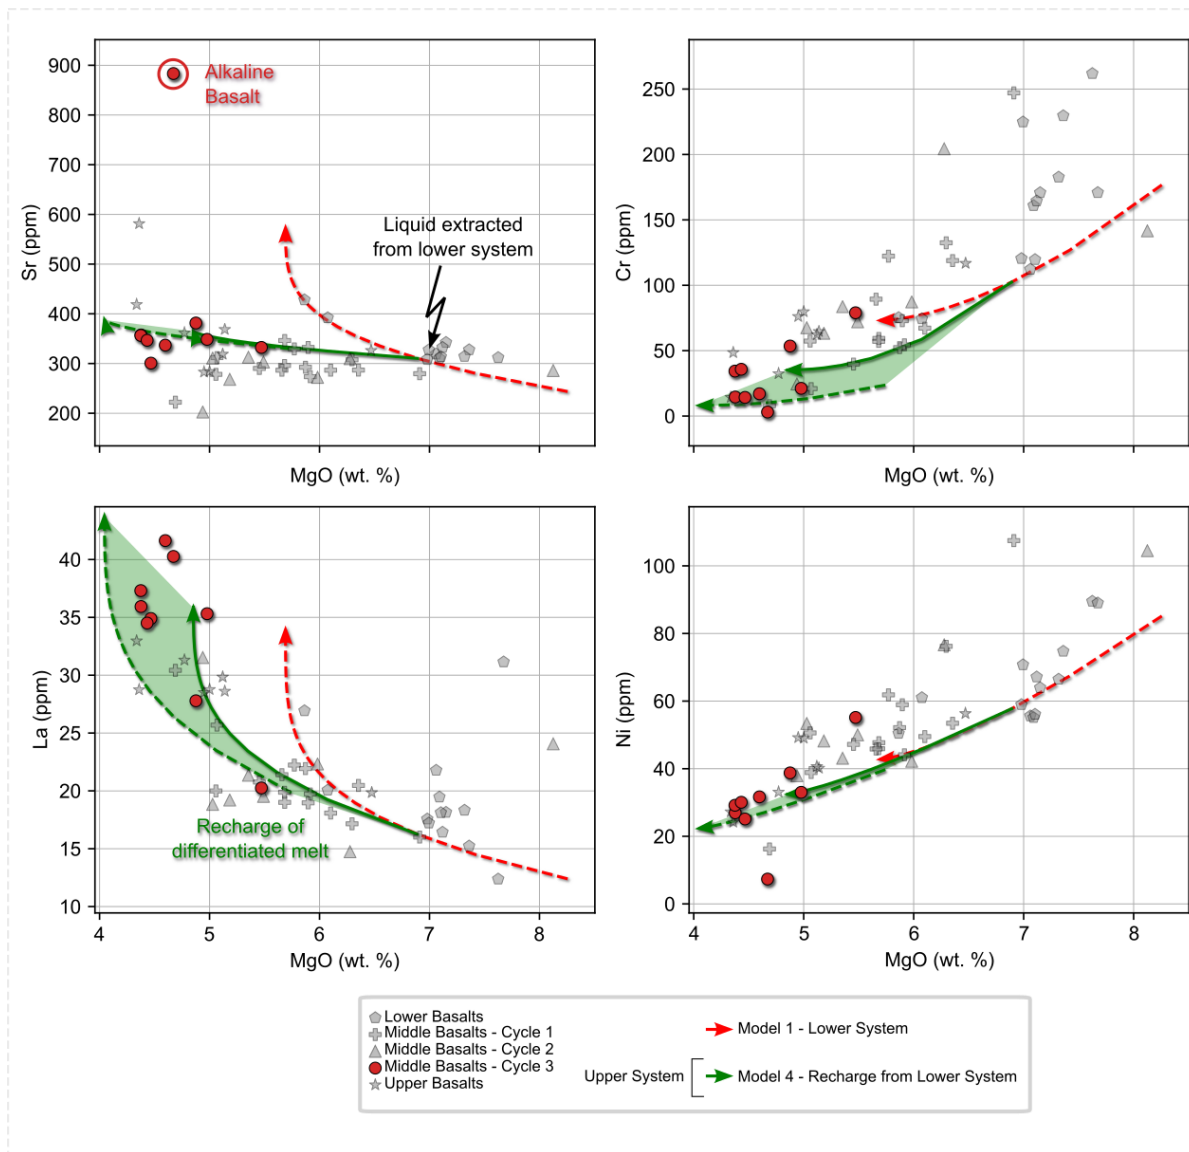 900
800
700
600
500
400
300
200
Sr (ppm)
Alkaline
Basalt
Liquid extracted
from lower system
MgO (wt. %)
250
200
150
100
50
0
Cr (ppm)
MgO (wt. %)
40
35
30
25
20
15
10
La (ppm)
Recharge of
differentiated melt
4 5 6 7 8
MgO (wt. %)
100
80
60
40
20
0
Ni (ppm)
4 5 6 7 8
MgO (wt. %)
Lower Basalts
Middle Basalts - Cycle 1
Middle Basalts - Cycle 2
Middle Basalts - Cycle 3
Upper Basalts
Model 1 - Lower System
Upper System
Model 4 - Recharge from Lower System